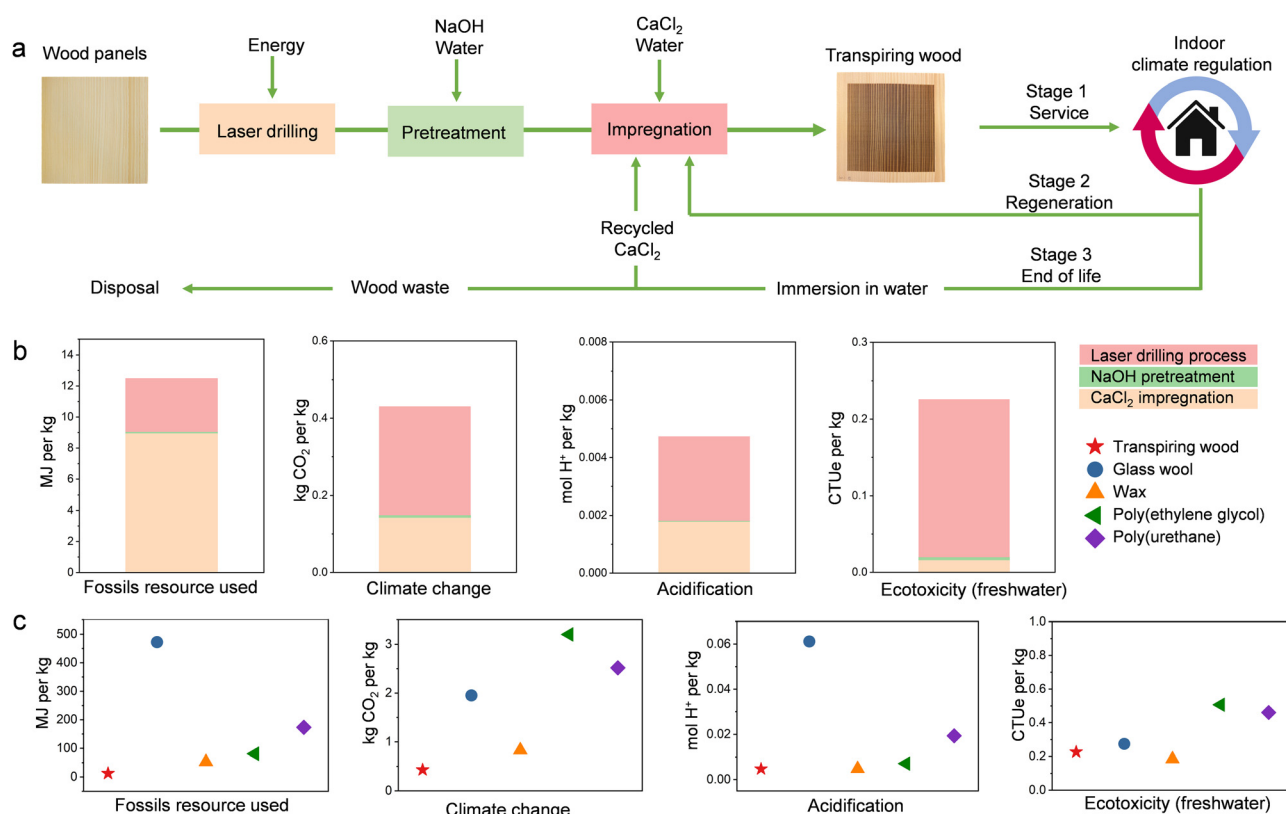 a
Wood panels
Energy
NaOH
Water
CaCl₂
Water
Transpiring wood
Indoor
climate regulation
Laser drilling
Pretreatment
Impregnation
Stage 1
Service
Stage 2
Regeneration
Recycled
CaCl₂
Stage 3
End of life
Disposal
Wood waste
Immersion in water
b
MJ per kg
14
12
10
8
6
4
2
0
Fossils resource used
kg CO₂ per kg
0.6
0.4
0.2
0.0
Climate change
mol H⁺ per kg
0.008
0.006
0.004
0.002
0.000
Acidification
CTUe per kg
0.3
0.2
0.1
0.0
Ecotoxicity (freshwater)
Laser drilling process
NaOH pretreatment
CaCl₂ impregnation
Transpiring wood
Glass wool
Wax
Poly(ethylene glycol)
Poly(urethane)
c
MJ per kg
500
400
300
200
100
0
Fossils resource used
kg CO₂ per kg
3
2
1
0
Climate change
mol H⁺ per kg
0.06
0.04
0.02
0.00
Acidification
CTUe per kg
1.0
0.8
0.6
0.4
0.2
0.0
Ecotoxicity (freshwater)